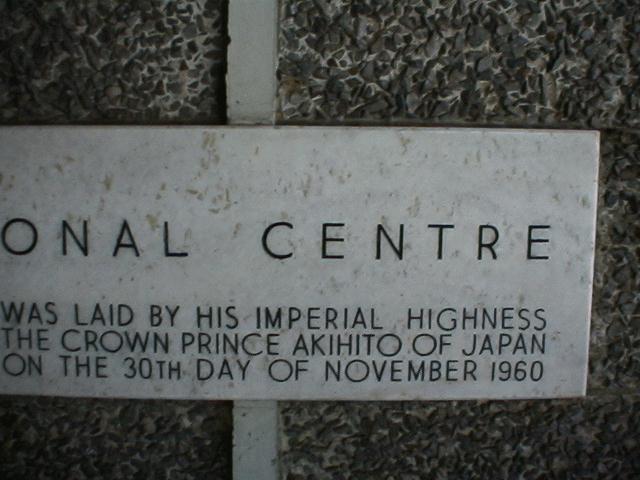 ONAL CENTRE
WAS LAID BY HIS IMPERIAL HIGHNESS
THE CROWN PRINCE AKIHITO OF JAPAN
ON THE 30TH DAY OF NOVEMBER 1960